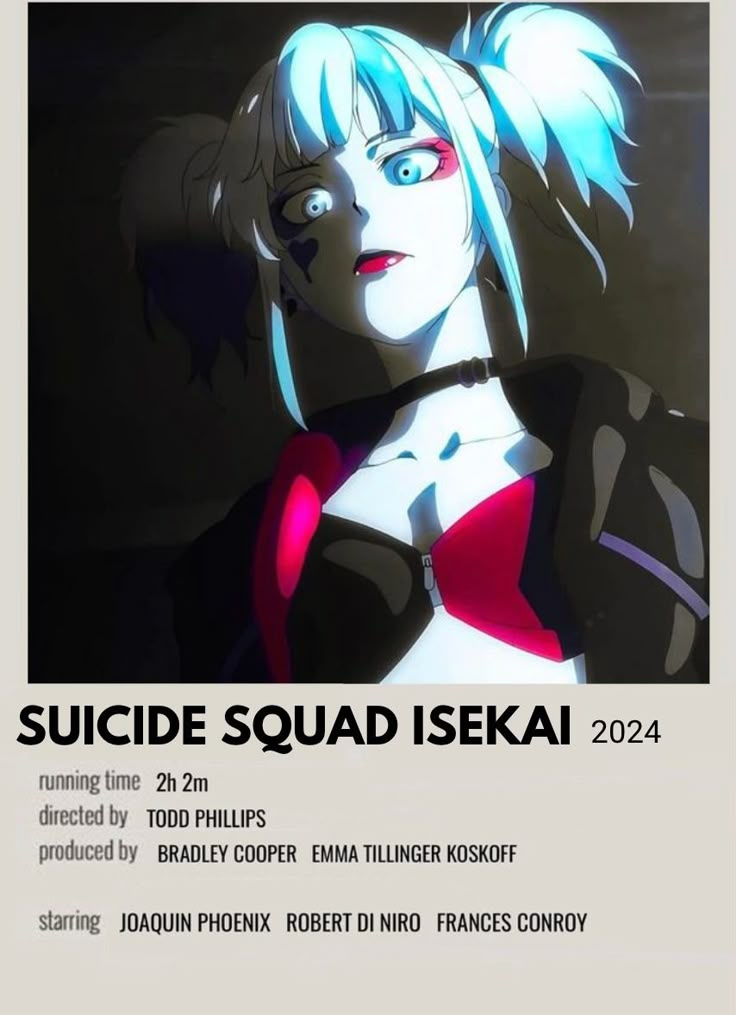 SUICIDE SQUAD ISEKAI 2024
running time 2h 2m
directed by TODD PHILLIPS
produced by BRADLEY COOPER EMMA TILLINGER KOSKOFF
starring JOAQUIN PHOENIX ROBERT DI NIRO FRANCES CONROY